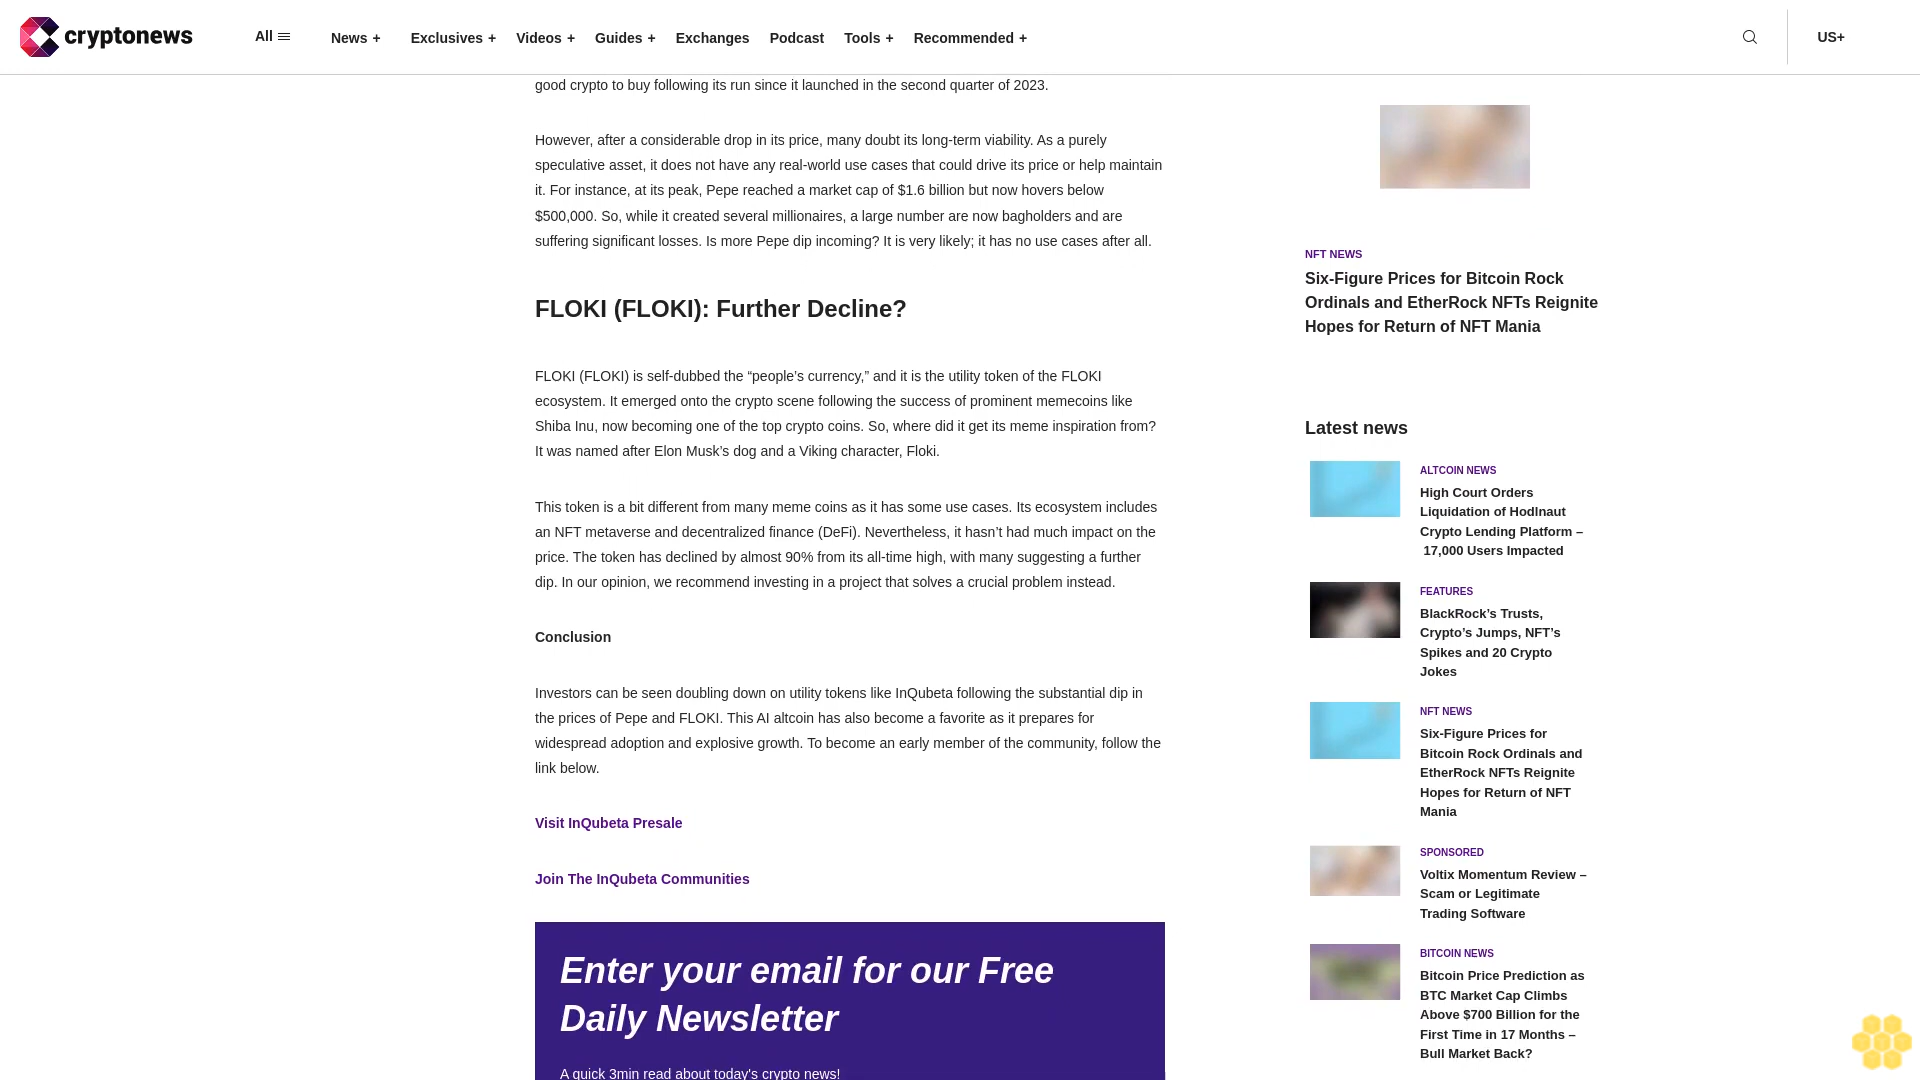 cryptonews
All
News +
Exclusives +
Videos +
Guides +
Exchanges
Podcast
Tools +
Recommended +
US+
good crypto to buy following its run since it launched in the second quarter of 2023.
However, after a considerable drop in its price, many doubt its long-term viability. As a purely
speculative asset, it does not have any real-world use cases that could drive its price or help maintain
it. For instance, at its peak, Pepe reached a market cap of $1.6 billion but now hovers below
$500,000. So, while it created several millionaires, a large number are now bagholders and are
suffering significant losses. Is more Pepe dip incoming? It is very likely; it has no use cases after all.
FLOKI (FLOKI): Further Decline?
FLOKI (FLOKI) is self-dubbed the “people’s currency,” and it is the utility token of the FLOKI
ecosystem. It emerged onto the crypto scene following the success of prominent memecoins like
Shiba Inu, now becoming one of the top crypto coins. So, where did it get its meme inspiration from?
It was named after Elon Musk’s dog and a Viking character, Floki.
This token is a bit different from many meme coins as it has some use cases. Its ecosystem includes
an NFT metaverse and decentralized finance (DeFi). Nevertheless, it hasn’t had much impact on the
price. The token has declined by almost 90% from its all-time high, with many suggesting a further
dip. In our opinion, we recommend investing in a project that solves a crucial problem instead.
Conclusion
Investors can be seen doubling down on utility tokens like InQubeta following the substantial dip in
the prices of Pepe and FLOKI. This AI altcoin has also become a favorite as it prepares for
widespread adoption and explosive growth. To become an early member of the community, follow the
link below.
Visit InQubeta Presale
Join The InQubeta Communities
Enter your email for our Free
Daily Newsletter
A quick 3min read about today's crypto news!
NFT NEWS
Six-Figure Prices for Bitcoin Rock
Ordinals and EtherRock NFTs Reignite
Hopes for Return of NFT Mania
Latest news
ALTCOIN NEWS
High Court Orders
Liquidation of Hodlnaut
Crypto Lending Platform –
17,000 Users Impacted
FEATURES
BlackRock’s Trusts,
Crypto’s Jumps, NFT’s
Spikes and 20 Crypto
Jokes
NFT NEWS
Six-Figure Prices for
Bitcoin Rock Ordinals and
EtherRock NFTs Reignite
Hopes for Return of NFT
Mania
SPONSORED
Voltix Momentum Review –
Scam or Legitimate
Trading Software
BITCOIN NEWS
Bitcoin Price Prediction as
BTC Market Cap Climbs
Above $700 Billion for the
First Time in 17 Months –
Bull Market Back?